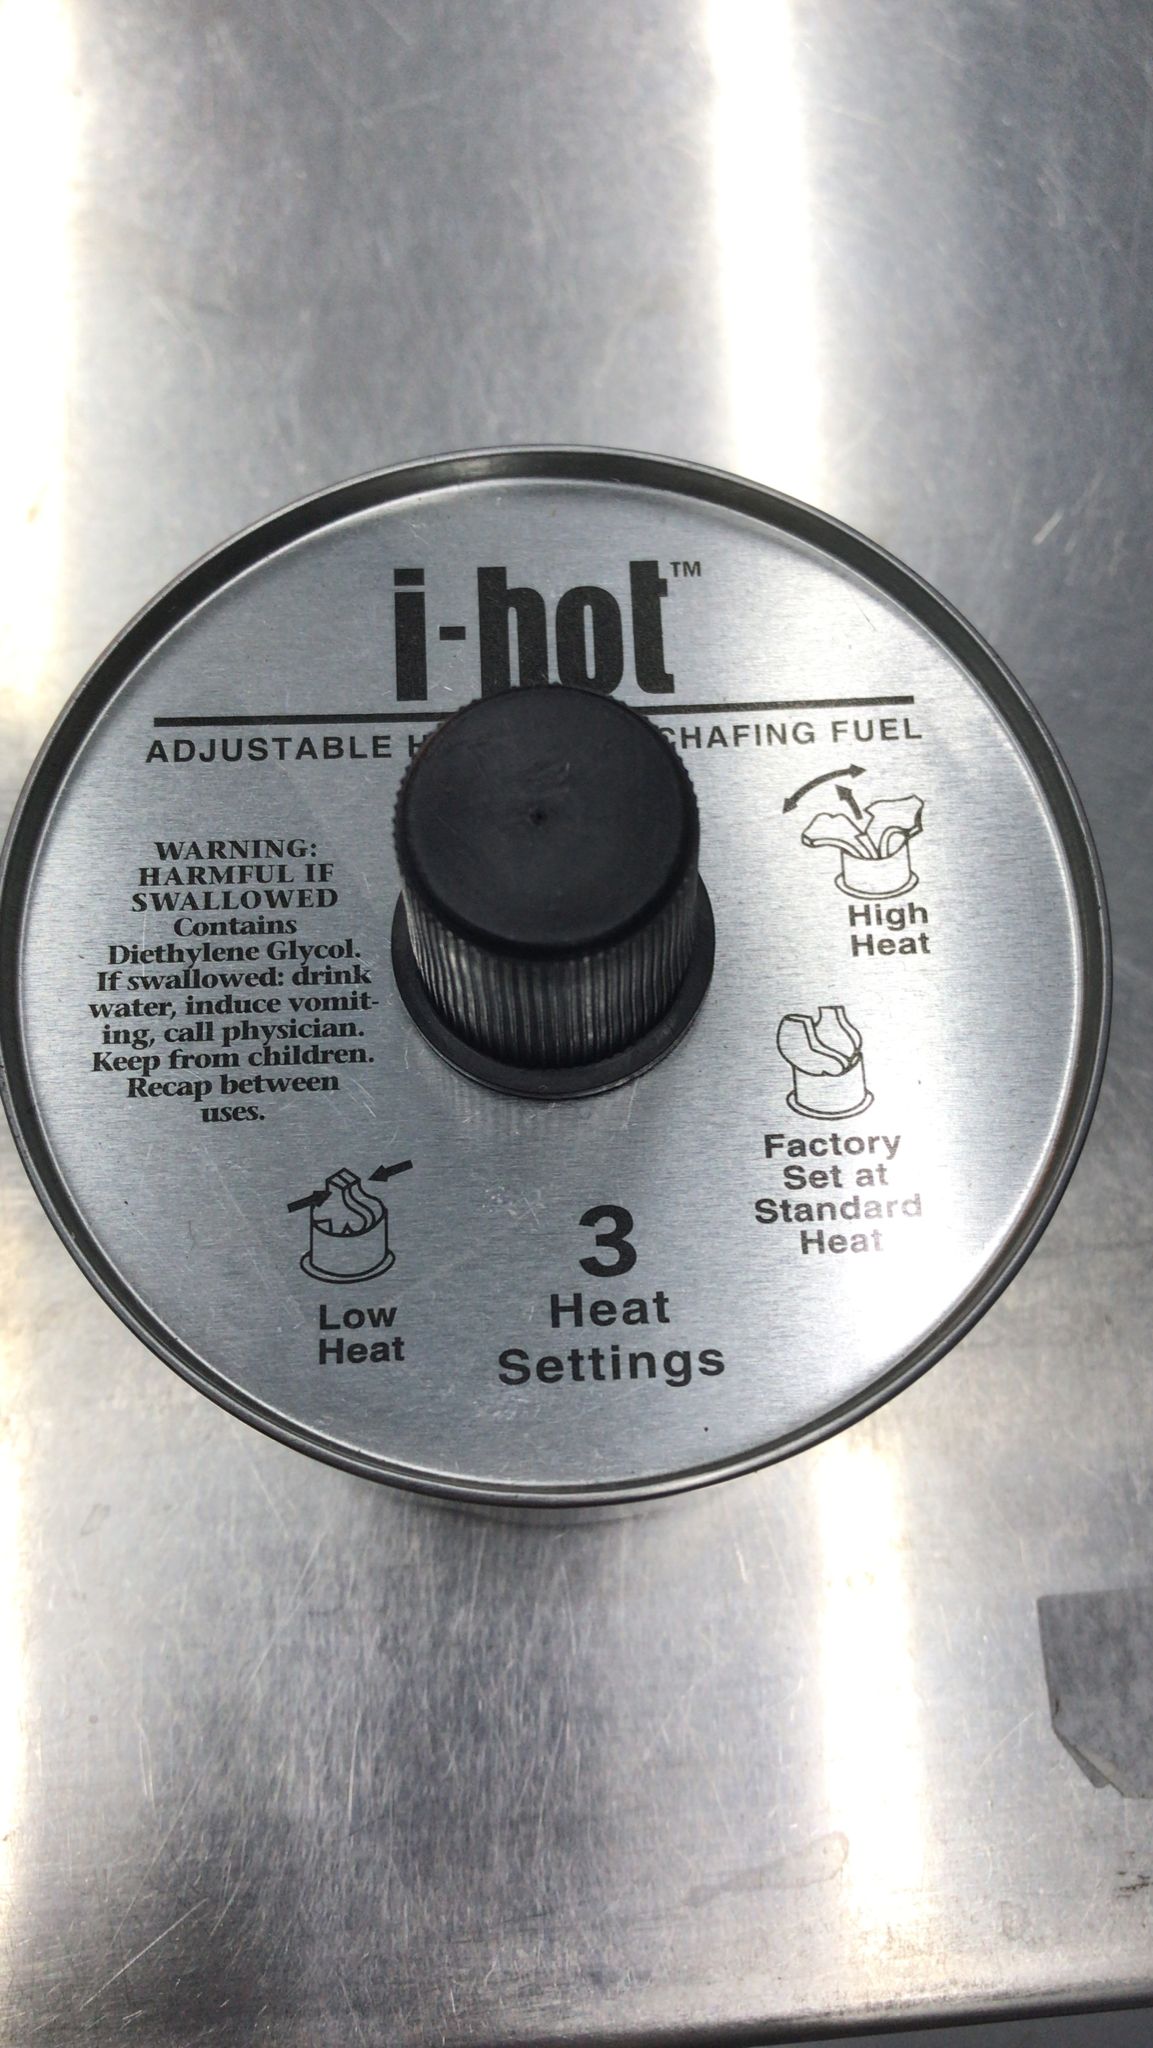 i-hot™
ADJUSTABLE CHAFING FUEL
WARNING:
HARMFUL IF
SWALLOWED
Contains
Diethylene Glycol.
If swallowed: drink
water, induce vomit-
ing, call physician.
Keep from children.
Recap between
uses.
High
Heat
Factory
Set at
Standard
Heat
Low
Heat
3
Heat
Settings